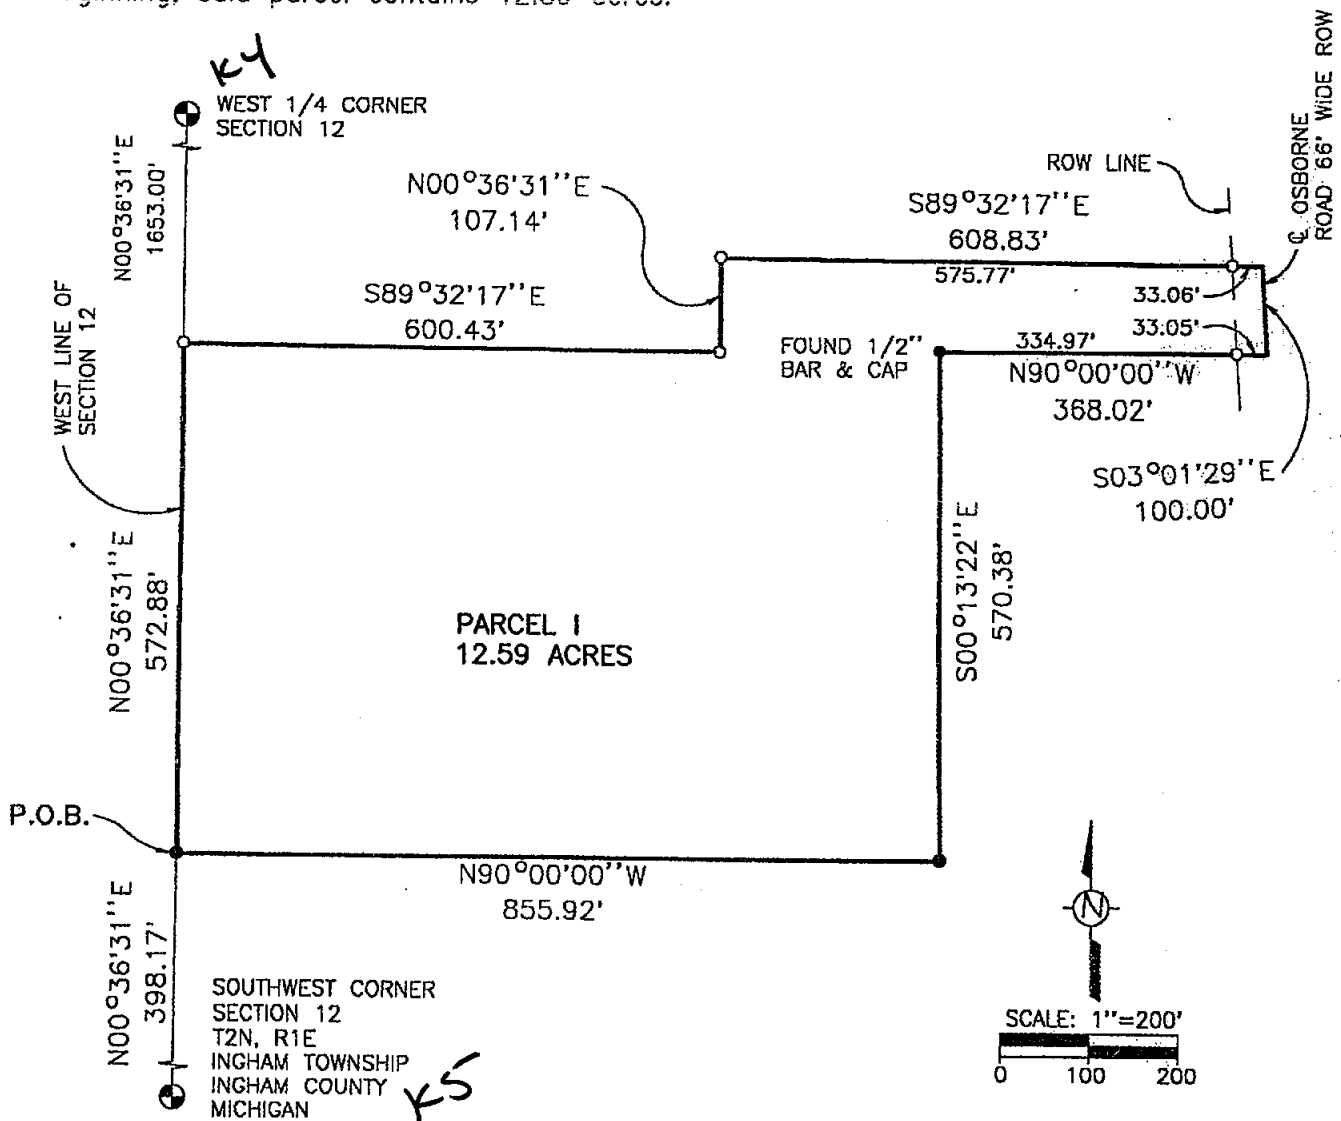 K4
WEST 1/4 CORNER
SECTION 12
N00°36'31''E
1653.00'
N00°36'31''E
107.14'
ROW LINE
S89°32'17''E
608.83'
575.77'
33.06'
33.05'
℄ OSBORNE
ROAD 66' WIDE ROW
WEST LINE OF
SECTION 12
S89°32'17''E
600.43'
FOUND 1/2''
BAR & CAP
334.97'
N90°00'00''W
368.02'
S03°01'29''E
100.00'
N00°36'31''E
572.88'
PARCEL I
12.59 ACRES
S00°13'22''E
570.38'
P.O.B.
N90°00'00''W
855.92'
N00°36'31''E
398.17'
SOUTHWEST CORNER
SECTION 12
T2N, R1E
INGHAM TOWNSHIP
INGHAM COUNTY
MICHIGAN
K5
N
SCALE: 1''=200'
0 100 200